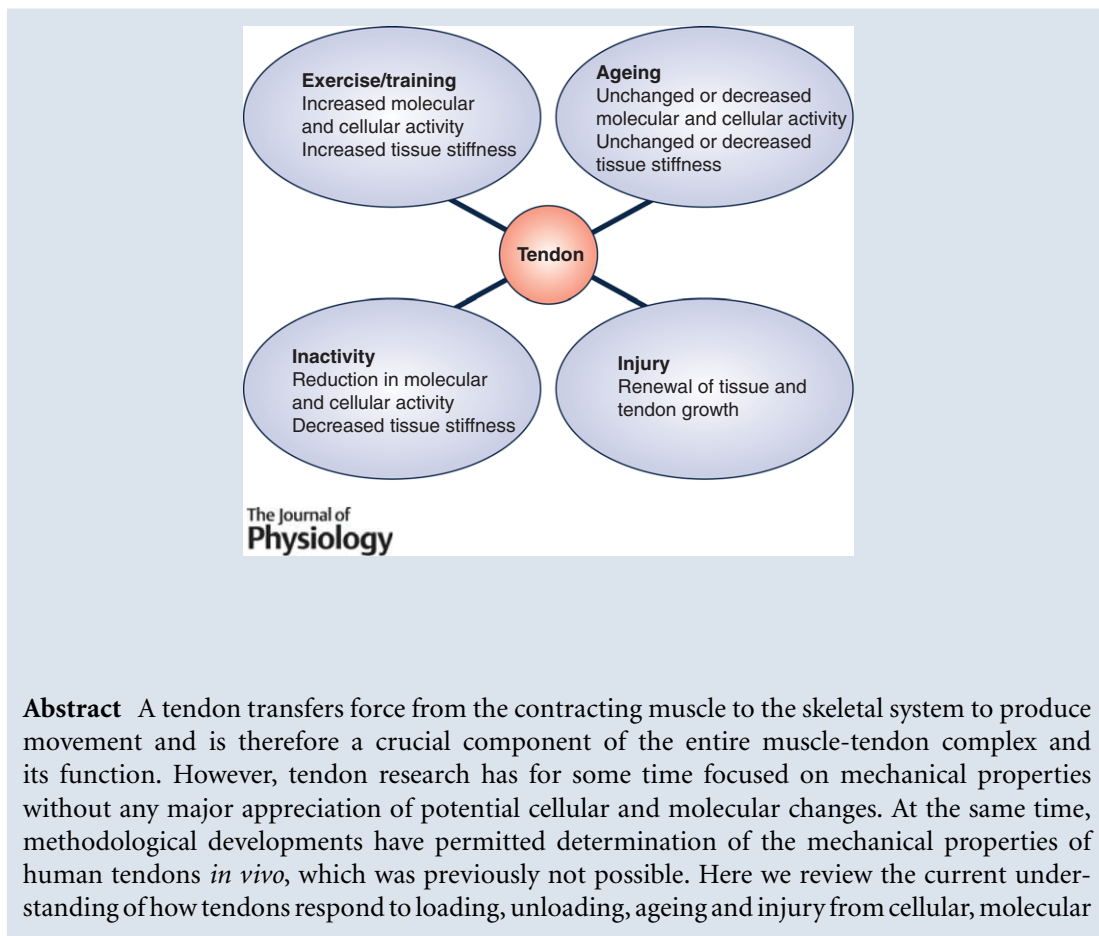 Exercise/training
Increased molecular
and cellular activity
Increased tissue stiffness
Ageing
Unchanged or decreased
molecular and cellular activity
Unchanged or decreased
tissue stiffness
Tendon
Inactivity
Reduction in molecular
and cellular activity
Decreased tissue stiffness
Injury
Renewal of tissue and
tendon growth
The Journal of
Physiology
Abstract A tendon transfers force from the contracting muscle to the skeletal system to produce
movement and is therefore a crucial component of the entire muscle-tendon complex and
its function. However, tendon research has for some time focused on mechanical properties
without any major appreciation of potential cellular and molecular changes. At the same time,
methodological developments have permitted determination of the mechanical properties of
human tendons in vivo, which was previously not possible. Here we review the current under-
standing of how tendons respond to loading, unloading, ageing and injury from cellular, molecular